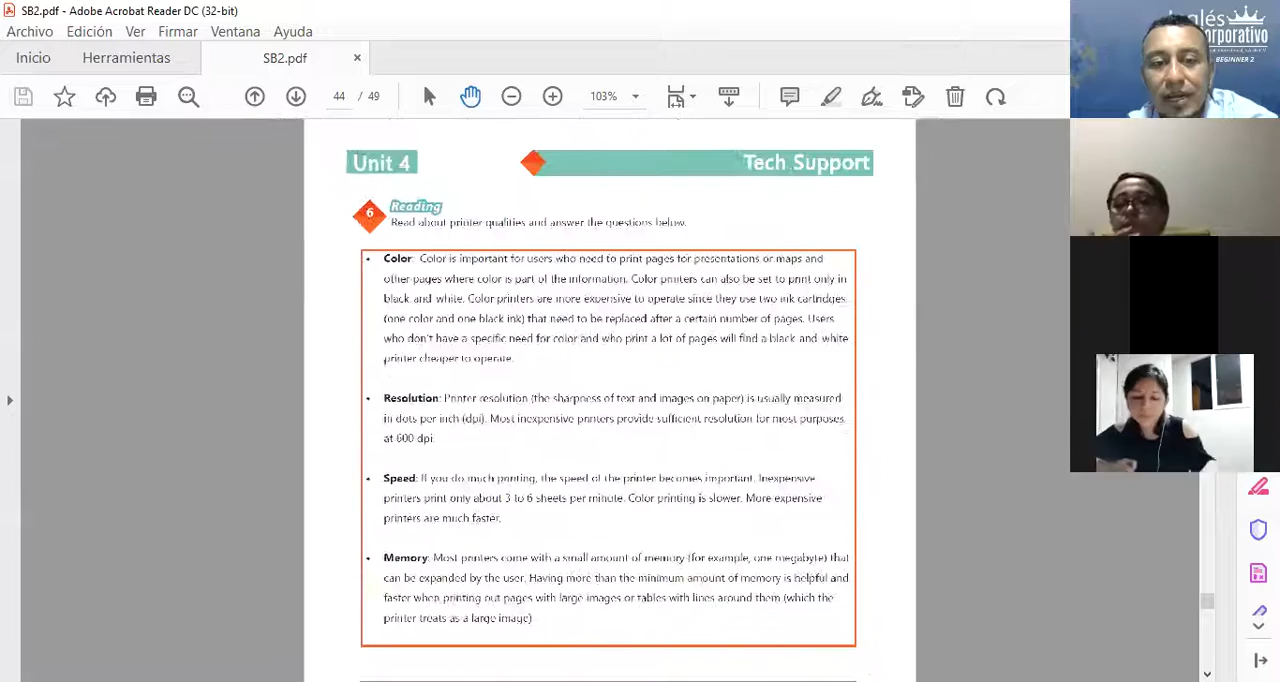 SB2.pdf - Adobe Acrobat Reader DC (32-bit)
Archivo Edición Ver Firmar Ventana Ayuda
Inicio Herramientas SB2.pdf ×
44 / 49 103%
Unit 4 Tech Support
6 Reading
Read about printer qualities and answer the questions below.
• Color: Color is important for users who need to print pages for presentations or maps and
other pages where color is part of the information. Color printers can also be set to print only in
black-and-white. Color printers are more expensive to operate since they use two ink cartridges
(one color and one black ink) that need to be replaced after a certain number of pages. Users
who don't have a specific need for color and who print a lot of pages will find a black-and-white
printer cheaper to operate.
• Resolution: Printer resolution (the sharpness of text and images on paper) is usually measured
in dots per inch (dpi). Most inexpensive printers provide sufficient resolution for most purposes
at 600 dpi.
• Speed: If you do much printing, the speed of the printer becomes important. Inexpensive
printers print only about 3 to 6 sheets per minute. Color printing is slower. More expensive
printers are much faster.
• Memory: Most printers come with a small amount of memory (for example, one megabyte) that
can be expanded by the user. Having more than the minimum amount of memory is helpful and
faster when printing out pages with large images or tables with lines around them (which the
printer treats as a large image)
BEGINNER 2